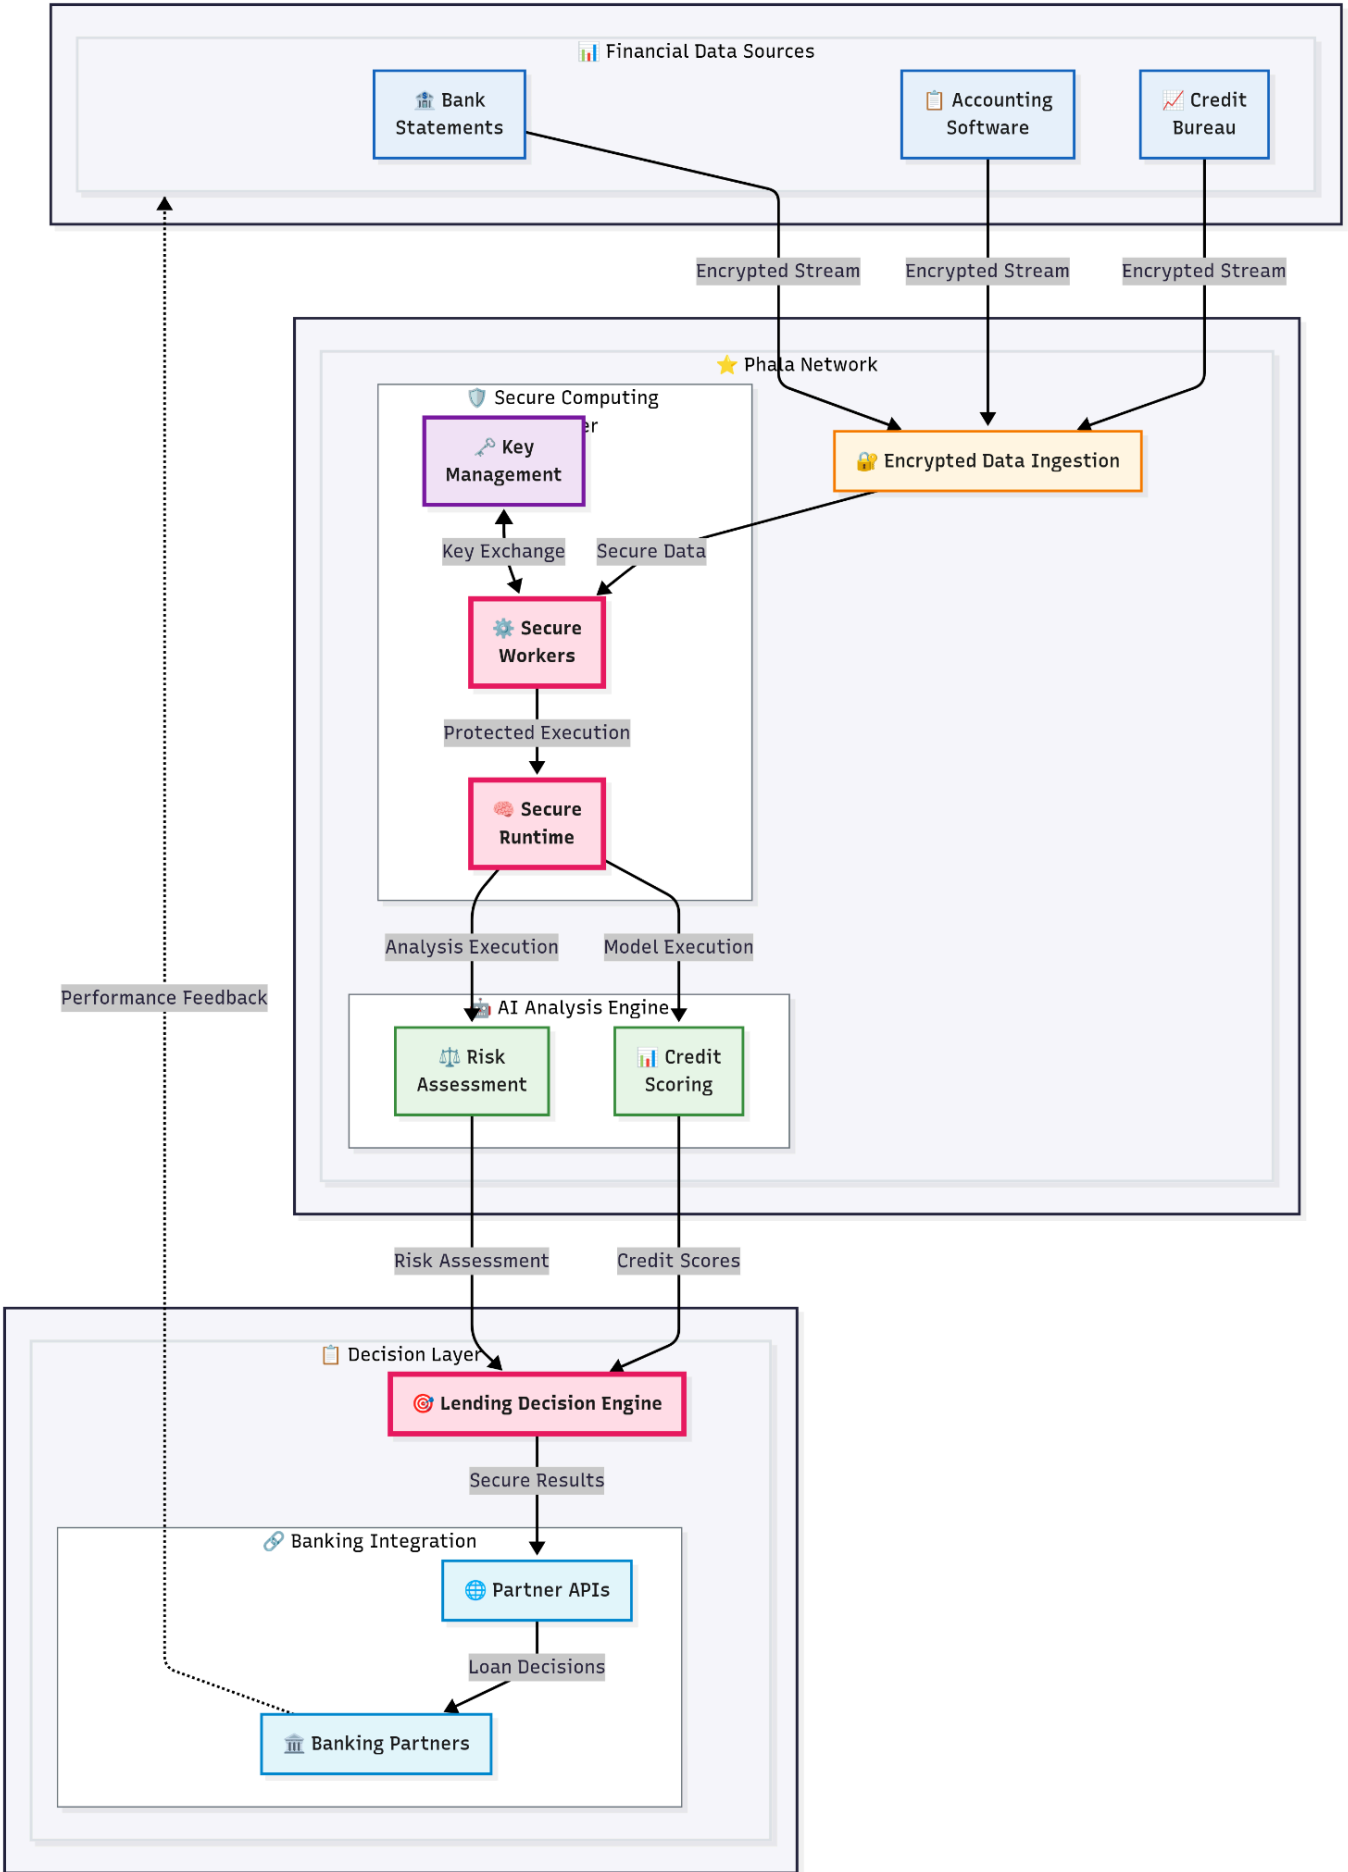 📊 Financial Data Sources
🏦 Bank
Statements
📋 Accounting
Software
📈 Credit
Bureau
Encrypted Stream
Encrypted Stream
Encrypted Stream
⭐ Phala Network
🛡️ Secure Computing
er
🗝️ Key
Management
🔐 Encrypted Data Ingestion
Key Exchange
Secure Data
⚙️ Secure
Workers
Protected Execution
🧠 Secure
Runtime
Analysis Execution
Model Execution
Performance Feedback
🤖 AI Analysis Engine
⚖️ Risk
Assessment
📊 Credit
Scoring
Risk Assessment
Credit Scores
📋 Decision Layer
🎯 Lending Decision Engine
Secure Results
🔗 Banking Integration
🌐 Partner APIs
Loan Decisions
🏛️ Banking Partners